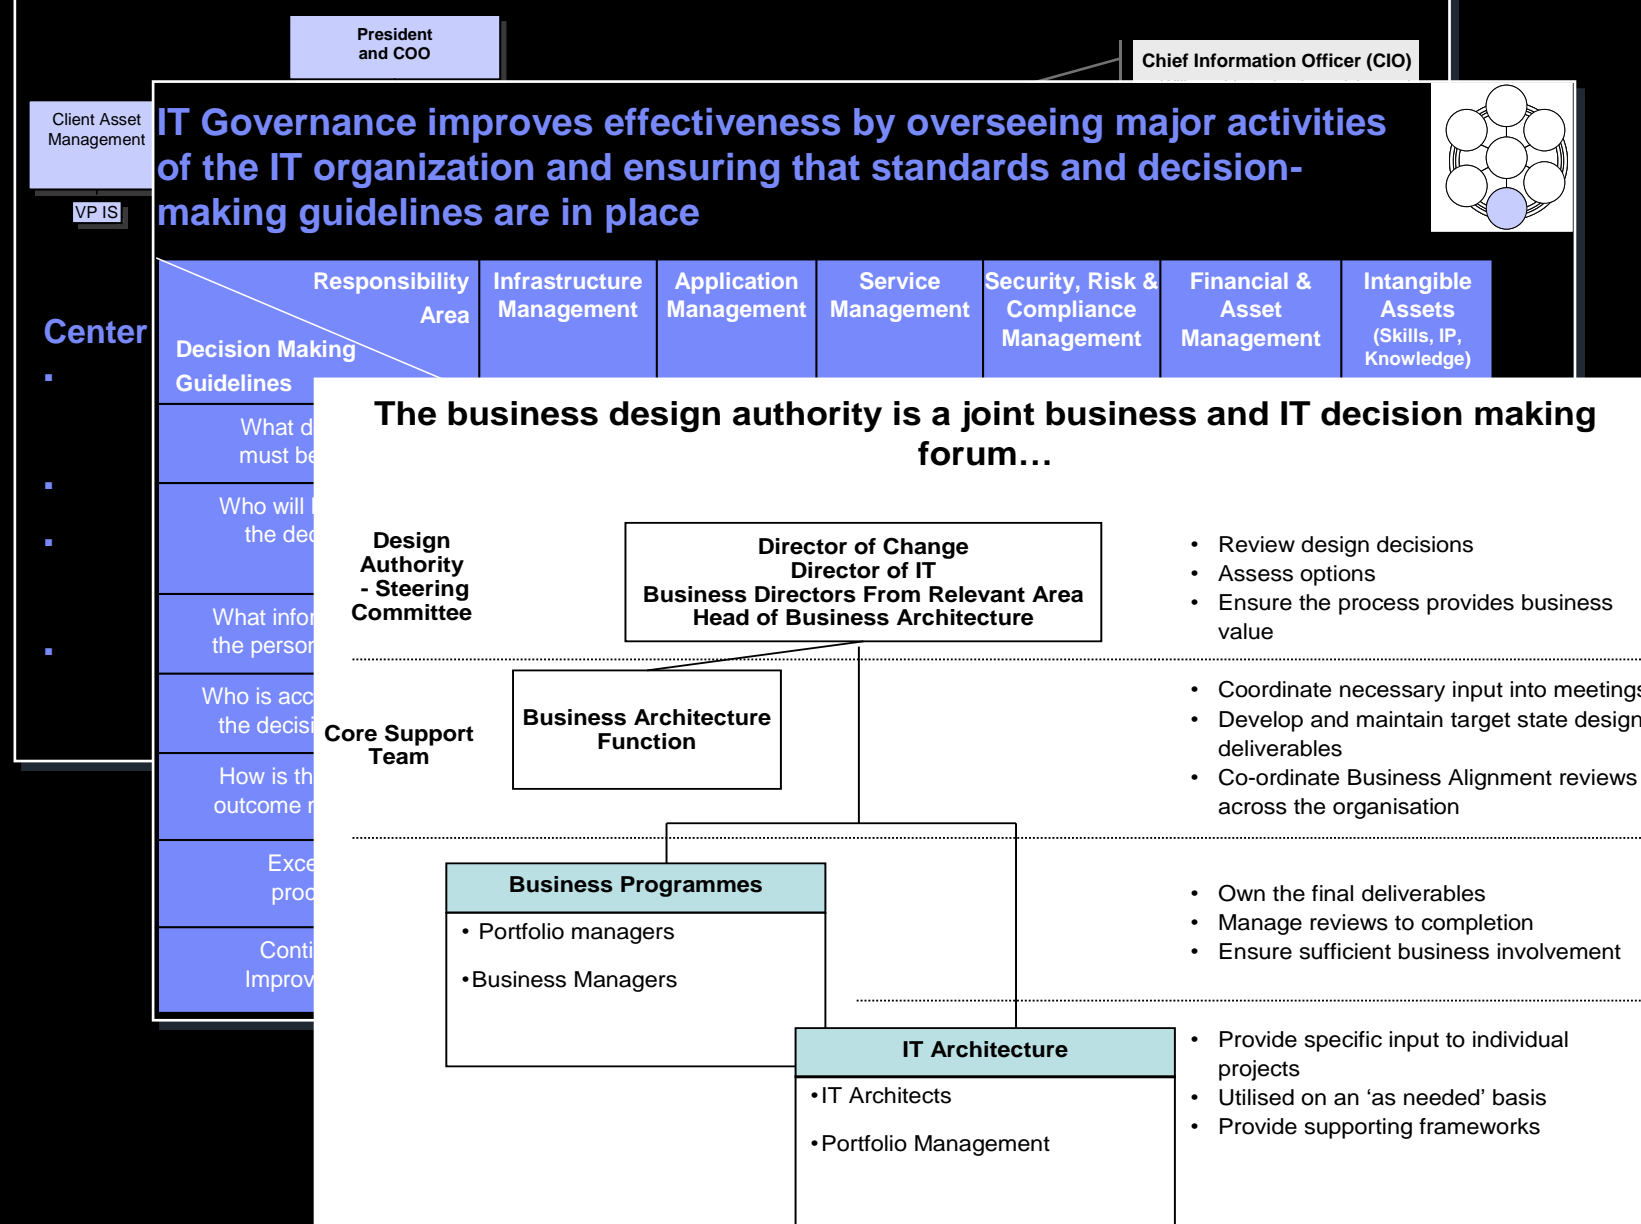 President
and COO
Chief Information Officer (CIO)
Client Asset
Management
VP IS
Center
IT Governance improves effectiveness by overseeing major activities
of the IT organization and ensuring that standards and decision-
making guidelines are in place
Responsibility
Area
Decision Making
Guidelines
Infrastructure
Management
Application
Management
Service
Management
Security, Risk &
Compliance
Management
Financial &
Asset
Management
Intangible
Assets
(Skills, IP,
Knowledge)
What d
must be
Who will
the dec
What infor
the person
Who is acc
the decisi
How is th
outcome
Exce
proc
Conti
Improv
The business design authority is a joint business and IT decision making
forum…
Design
Authority
- Steering
Committee
Director of Change
Director of IT
Business Directors From Relevant Area
Head of Business Architecture
• Review design decisions
• Assess options
• Ensure the process provides business
value
Core Support
Team
Business Architecture
Function
• Coordinate necessary input into meetings
• Develop and maintain target state design
deliverables
• Co-ordinate Business Alignment reviews
across the organisation
Business Programmes
• Portfolio managers
•Business Managers
• Own the final deliverables
• Manage reviews to completion
• Ensure sufficient business involvement
IT Architecture
•IT Architects
•Portfolio Management
• Provide specific input to individual
projects
• Utilised on an ‘as needed’ basis
• Provide supporting frameworks